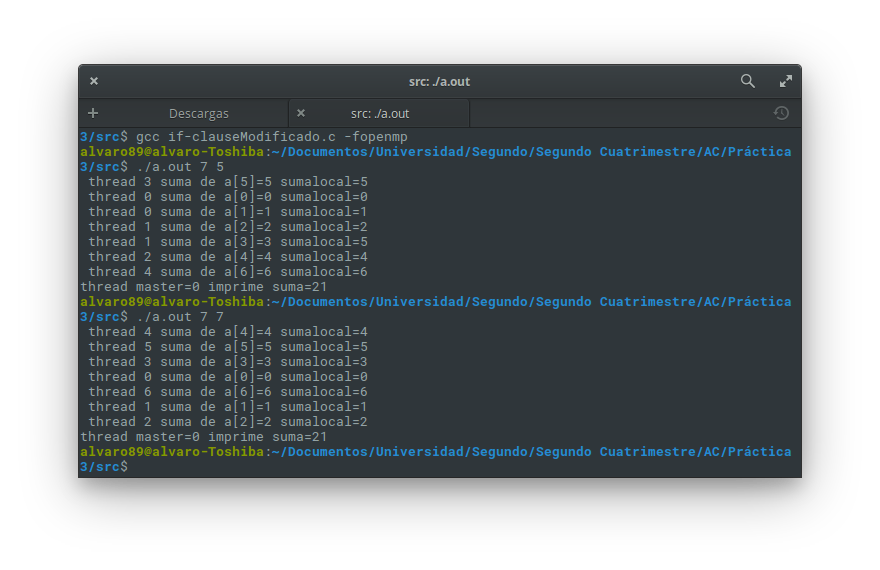 src: ./a.out
Descargas
src: ./a.out
3/src$ gcc if-clauseModificado.c -fopenmp
alvaro89@alvaro-Toshiba:~/Documentos/Universidad/Segundo/Segundo Cuatrimestre/AC/Práctica
3/src$ ./a.out 7 5
thread 3 suma de a[5]=5 sumalocal=5
thread 0 suma de a[0]=0 sumalocal=0
thread 0 suma de a[1]=1 sumalocal=1
thread 1 suma de a[2]=2 sumalocal=2
thread 1 suma de a[3]=3 sumalocal=5
thread 2 suma de a[4]=4 sumalocal=4
thread 4 suma de a[6]=6 sumalocal=6
thread master=0 imprime suma=21
alvaro89@alvaro-Toshiba:~/Documentos/Universidad/Segundo/Segundo Cuatrimestre/AC/Práctica
3/src$ ./a.out 7 7
thread 4 suma de a[4]=4 sumalocal=4
thread 5 suma de a[5]=5 sumalocal=5
thread 3 suma de a[3]=3 sumalocal=3
thread 0 suma de a[0]=0 sumalocal=0
thread 6 suma de a[6]=6 sumalocal=6
thread 1 suma de a[1]=1 sumalocal=1
thread 2 suma de a[2]=2 sumalocal=2
thread master=0 imprime suma=21
alvaro89@alvaro-Toshiba:~/Documentos/Universidad/Segundo/Segundo Cuatrimestre/AC/Práctica
3/src$